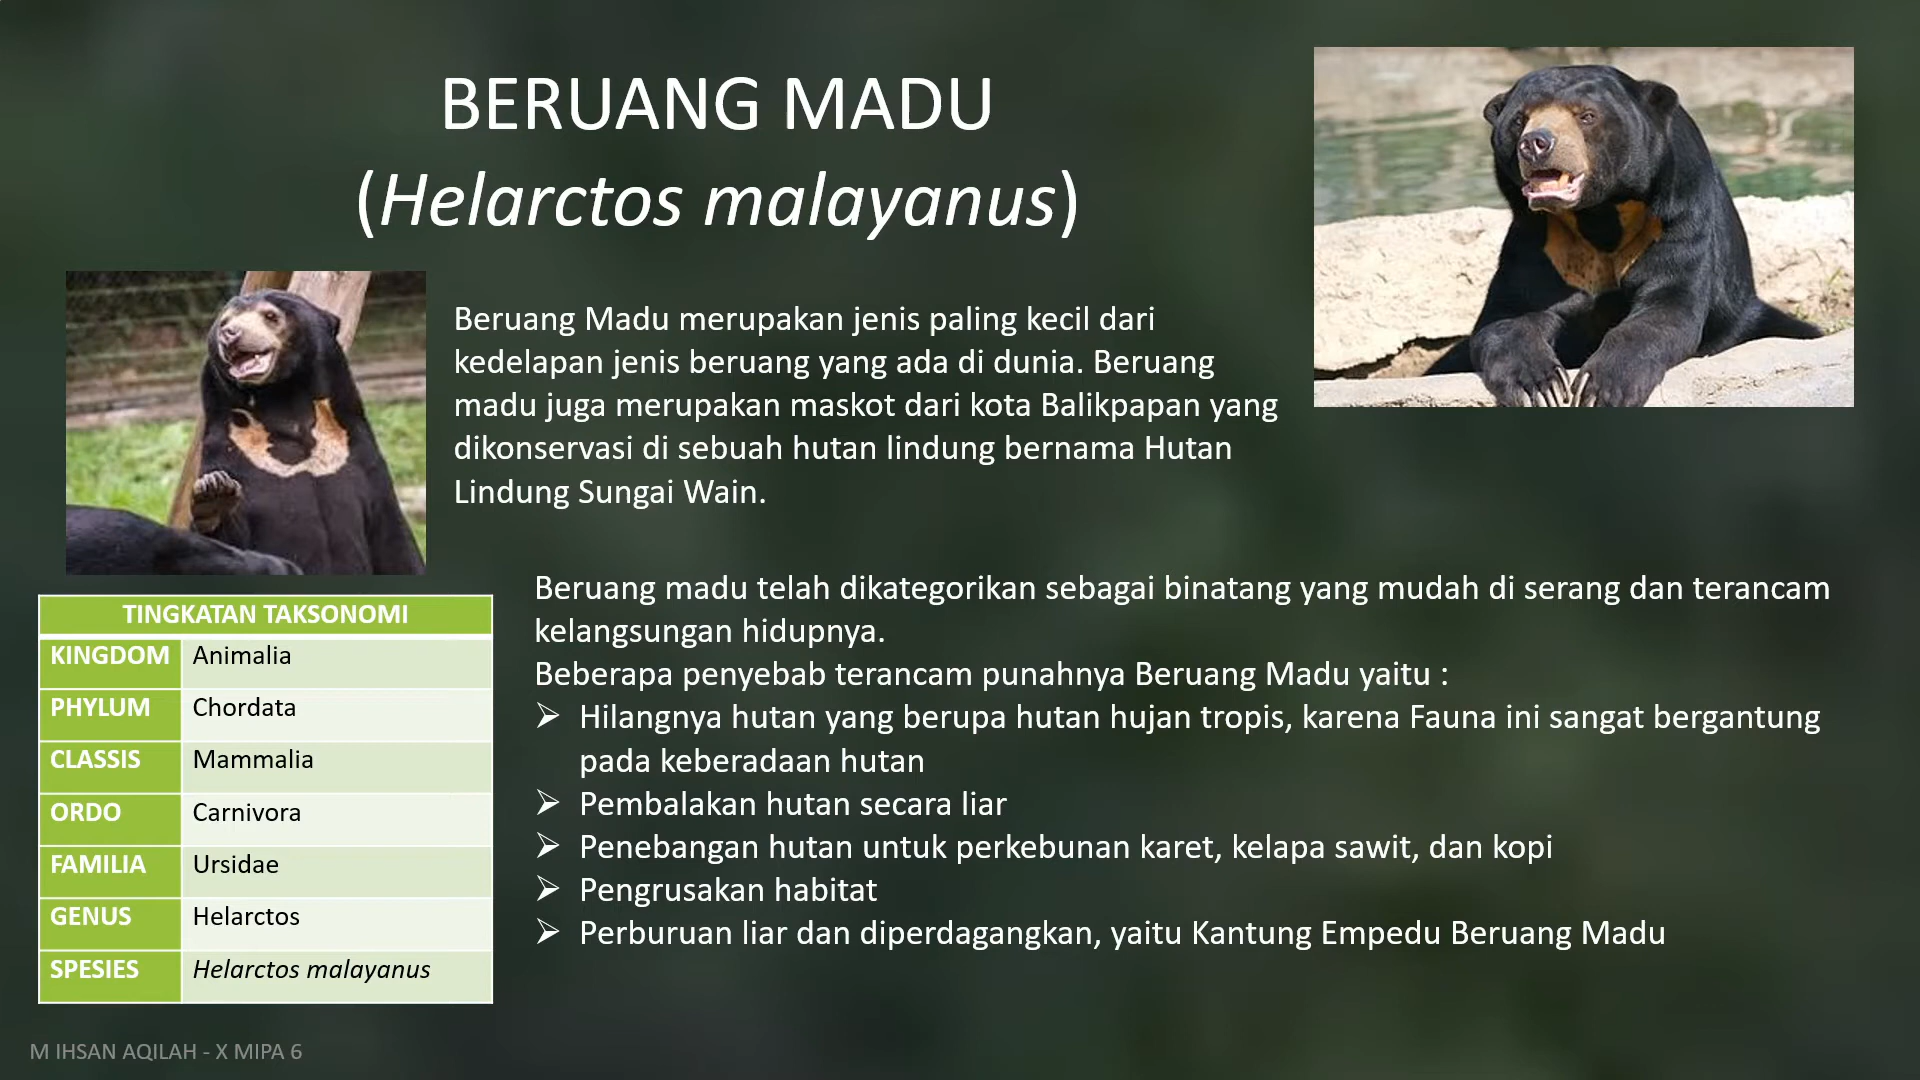 BERUANG MADU
(Helarctos malayanus)
Beruang Madu merupakan jenis paling kecil dari
kedelapan jenis beruang yang ada di dunia. Beruang
madu juga merupakan maskot dari kota Balikpapan yang
dikonservasi di sebuah hutan lindung bernama Hutan
Lindung Sungai Wain.
TINGKATAN TAKSONOMI
KINGDOM Animalia
PHYLUM Chordata
CLASSIS Mammalia
ORDO Carnivora
FAMILIA Ursidae
GENUS Helarctos
SPESIES Helarctos malayanus
Beruang madu telah dikategorikan sebagai binatang yang mudah di serang dan terancam
kelangsungan hidupnya.
Beberapa penyebab terancam punahnya Beruang Madu yaitu :
➢ Hilangnya hutan yang berupa hutan hujan tropis, karena Fauna ini sangat bergantung
pada keberadaan hutan
➢ Pembalakan hutan secara liar
➢ Penebangan hutan untuk perkebunan karet, kelapa sawit, dan kopi
➢ Pengrusakan habitat
➢ Perburuan liar dan diperdagangkan, yaitu Kantung Empedu Beruang Madu
M IHSAN AQILAH - X MIPA 6